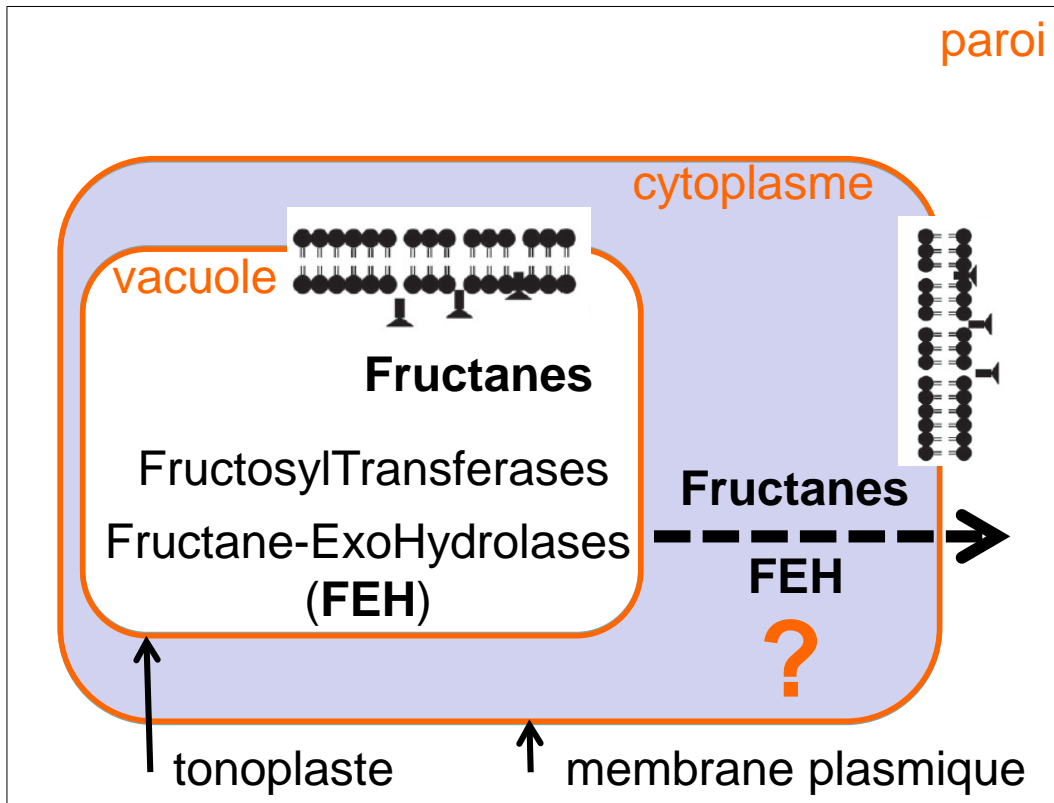 paroi
cytoplasme
vacuole
Fructanes
FructosylTransferases
Fructane-ExoHydrolases
(FEH)
Fructanes
FEH
?
tonoplaste
membrane plasmique